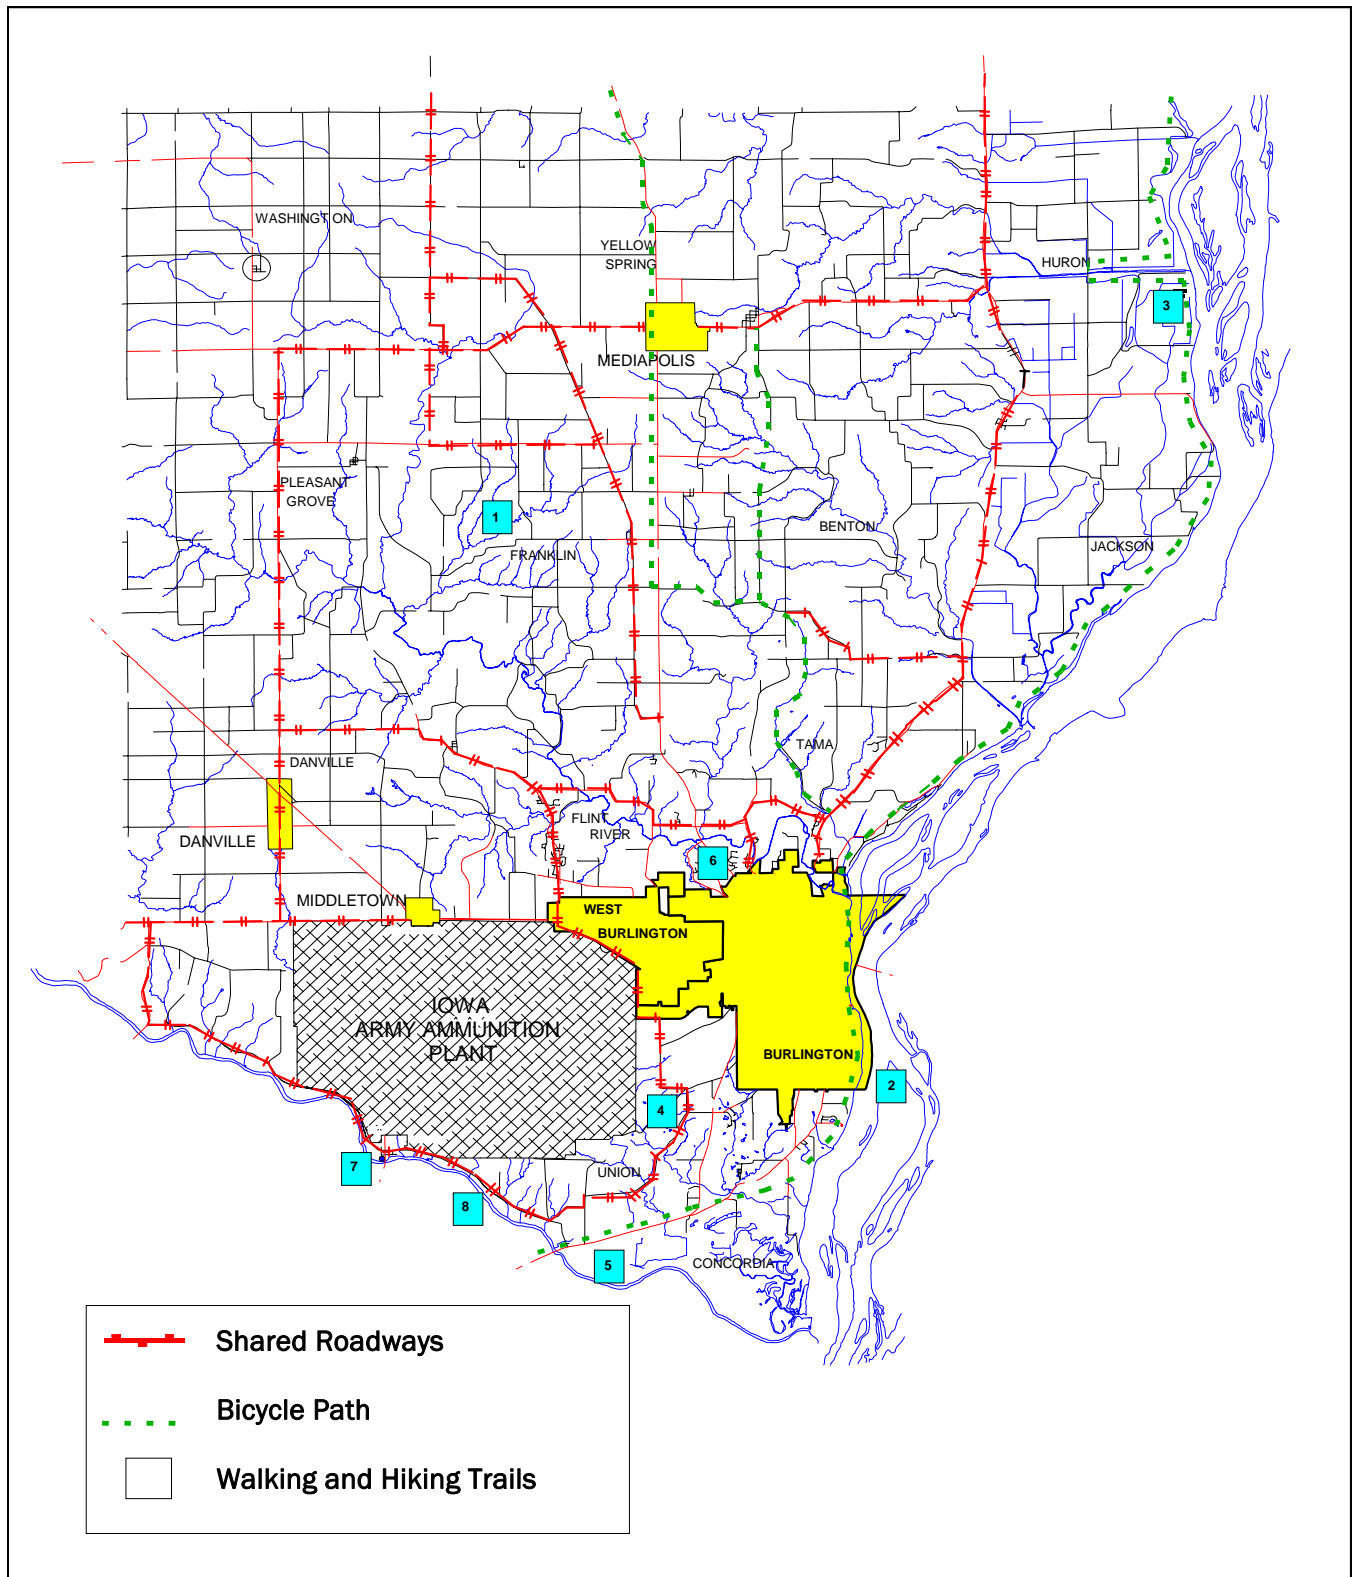 WASHINGTON
YELLOW
SPRING
HURON
3
MEDIAPOLIS
PLEASANT
GROVE
1
BENTON
FRANKLIN
JACKSON
TAMA
DANVILLE
FLINT
RIVER
DANVILLE
6
MIDDLETOWN
WEST
BURLINGTON
IOWA
ARMY AMMUNITION
PLANT
BURLINGTON
2
4
7
UNION
8
5
CONCORDIA
Shared Roadways
Bicycle Path
Walking and Hiking Trails